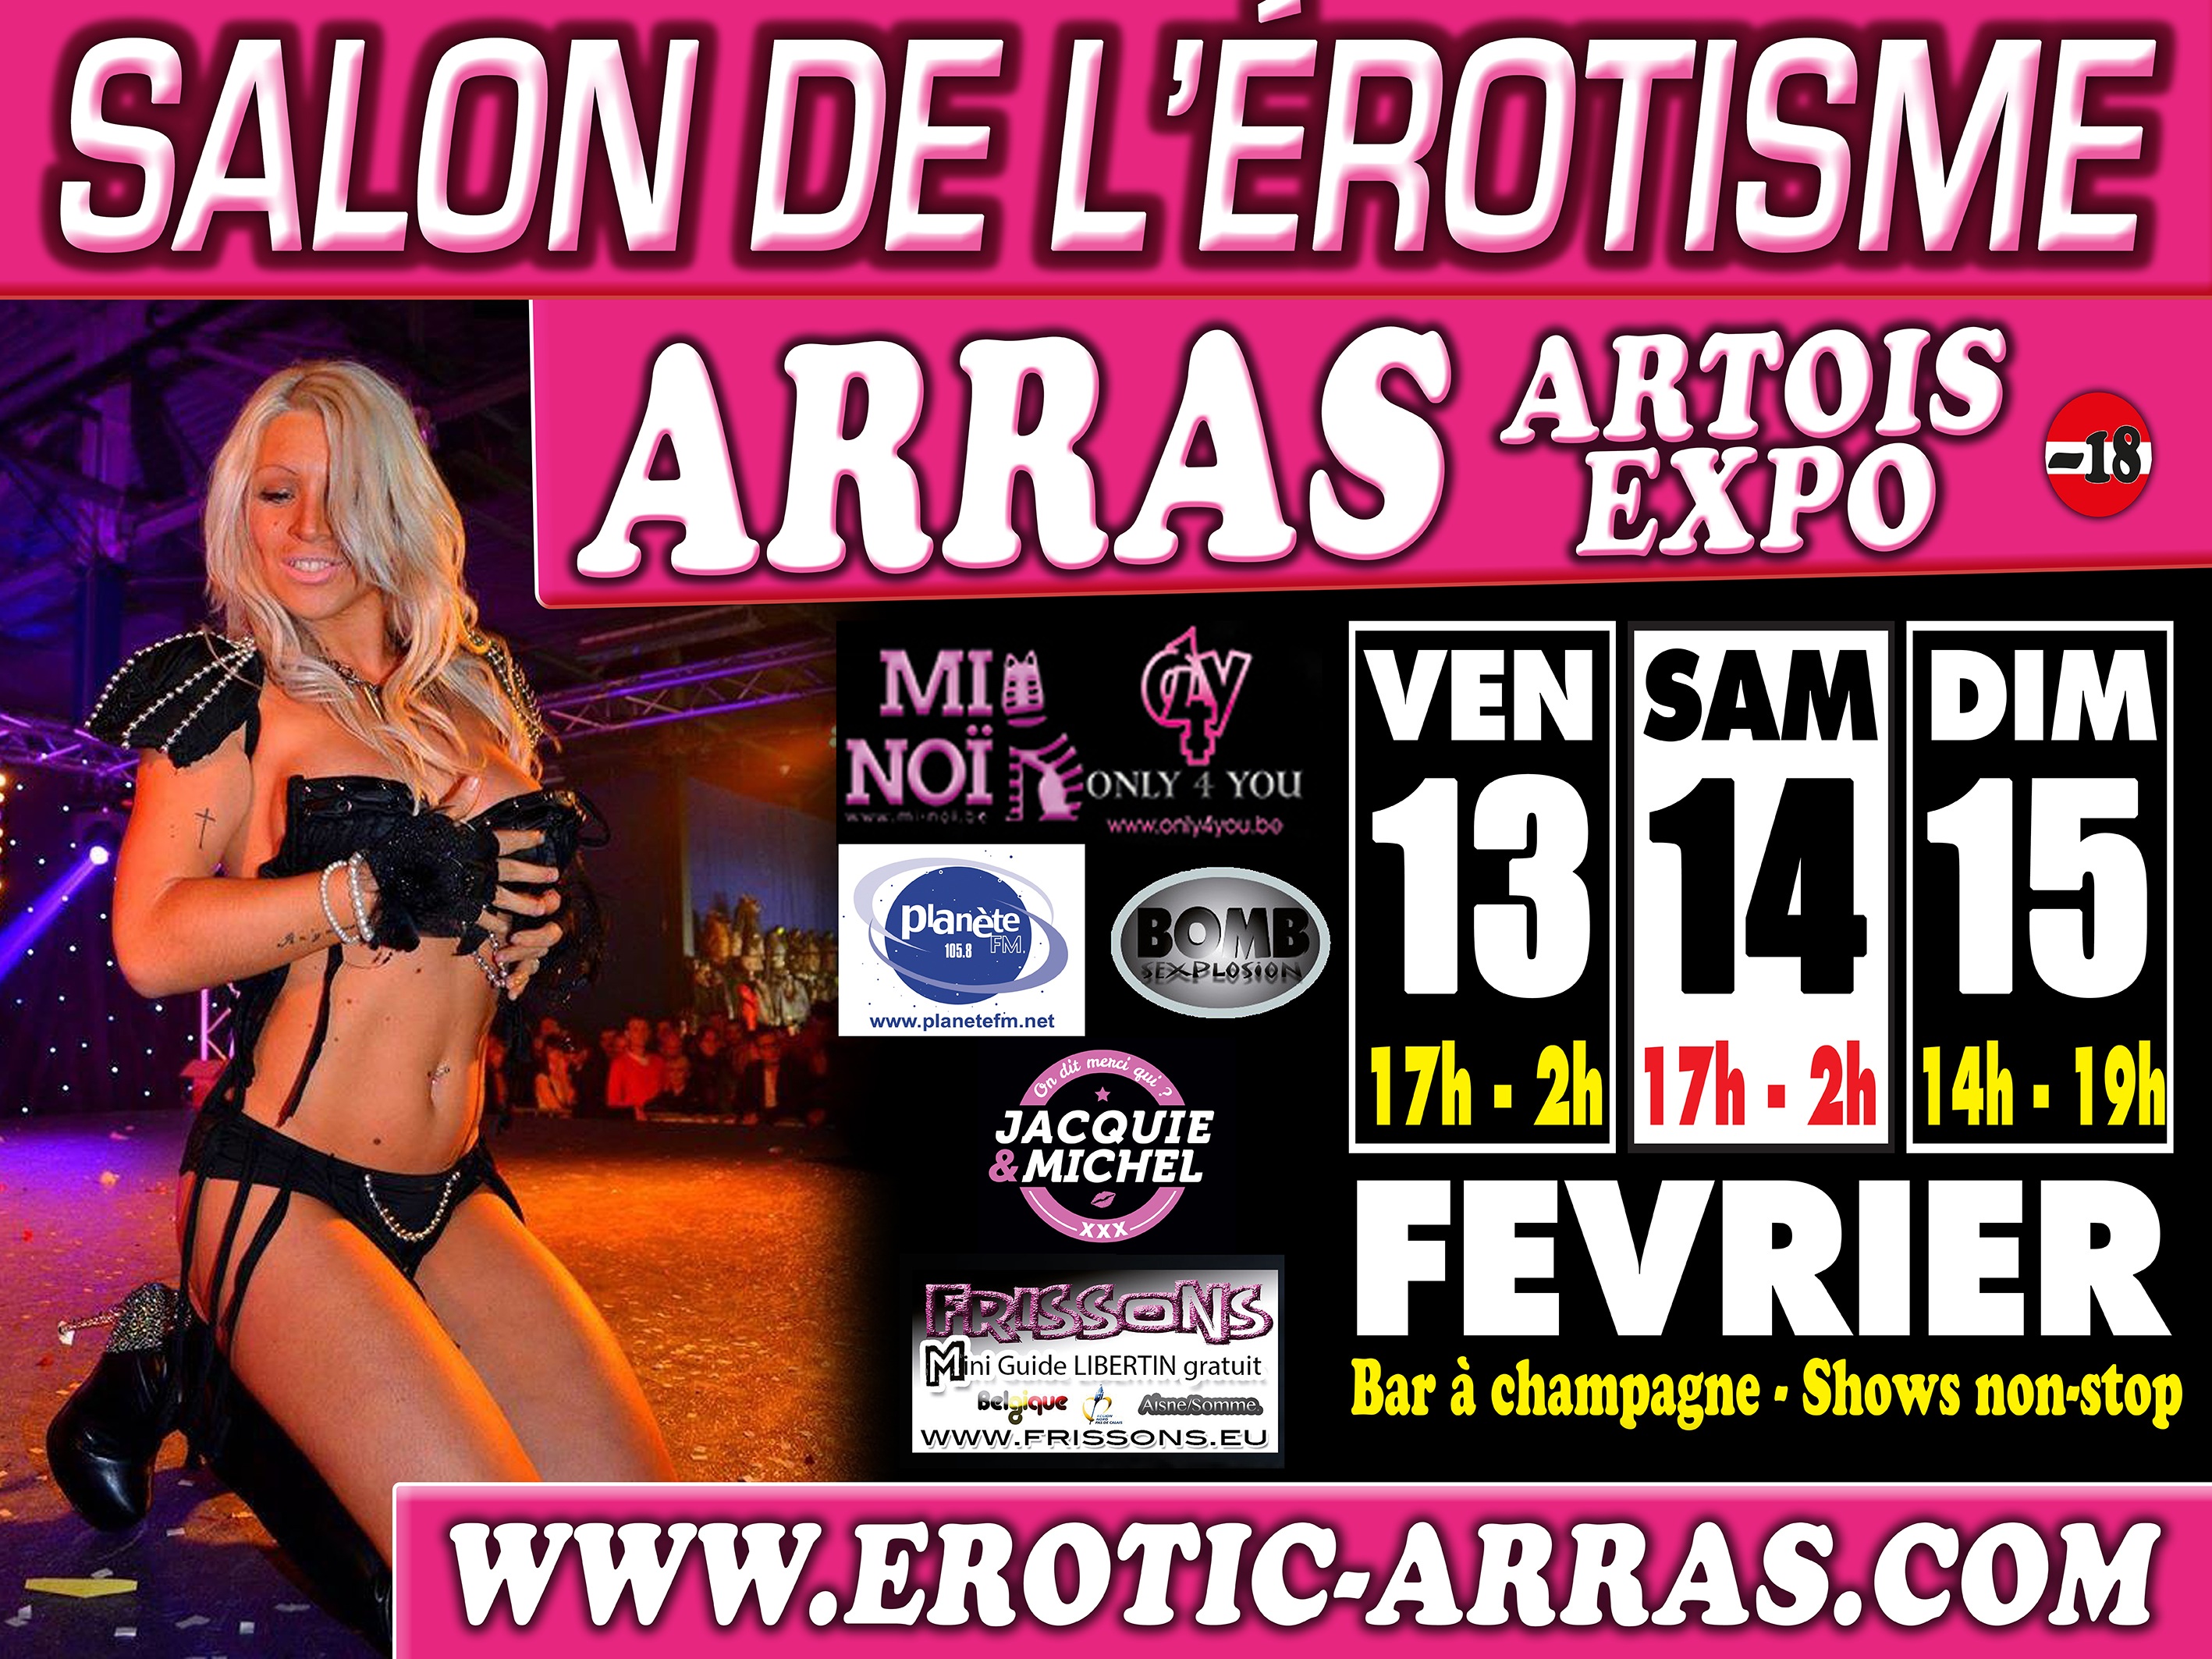 SALON DE L'ÉROTISME
ARRAS
ARTOIS
EXPO
-18
MI
NOÏ
www.mi-noi.be
ONLY 4 YOU
www.only4you.be
planète
105.8 FM
www.planetefm.net
BOMB
SEXPLOSION
On dit merci qui ?
JACQUIE
&MICHEL
XXX
FRISSONS
Mini Guide LIBERTIN gratuit
Belgique
Aisne/Somme
WWW.FRISSONS.EU
VEN
13
17h - 2h
SAM
14
17h - 2h
DIM
15
14h - 19h
FEVRIER
Bar à champagne - Shows non-stop
WWW.EROTIC-ARRAS.COM